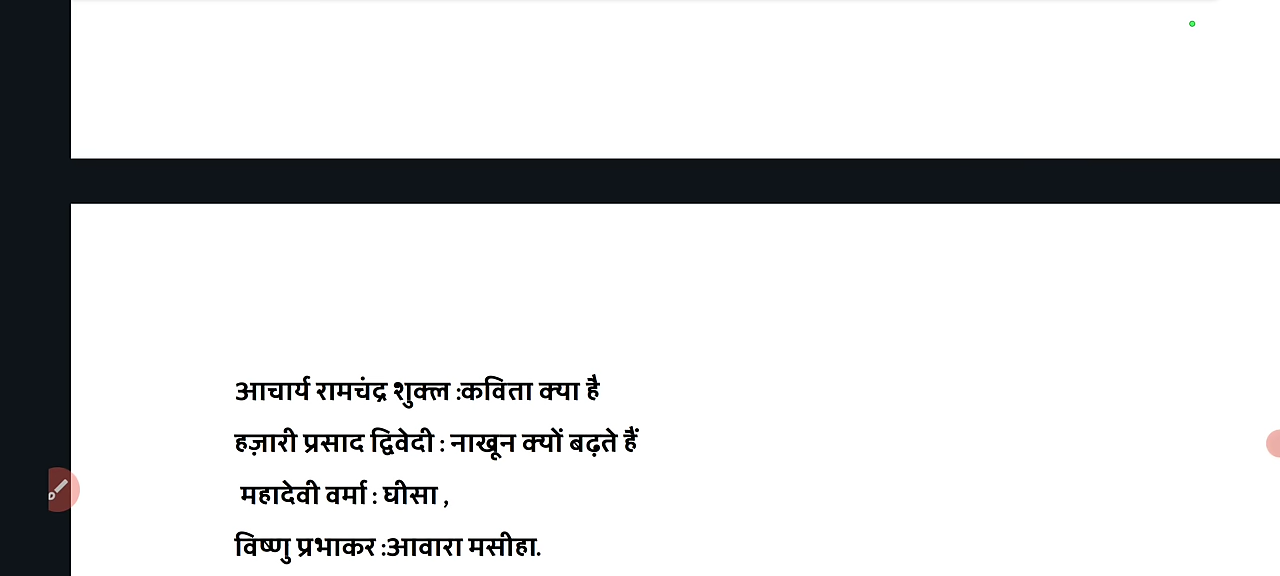 आचार्य रामचंद्र शुक्ल :कविता क्या है
हज़ारी प्रसाद द्विवेदी : नाखून क्यों बढ़ते हैं
महादेवी वर्मा : घीसा ,
विष्णु प्रभाकर :आवारा मसीहा.